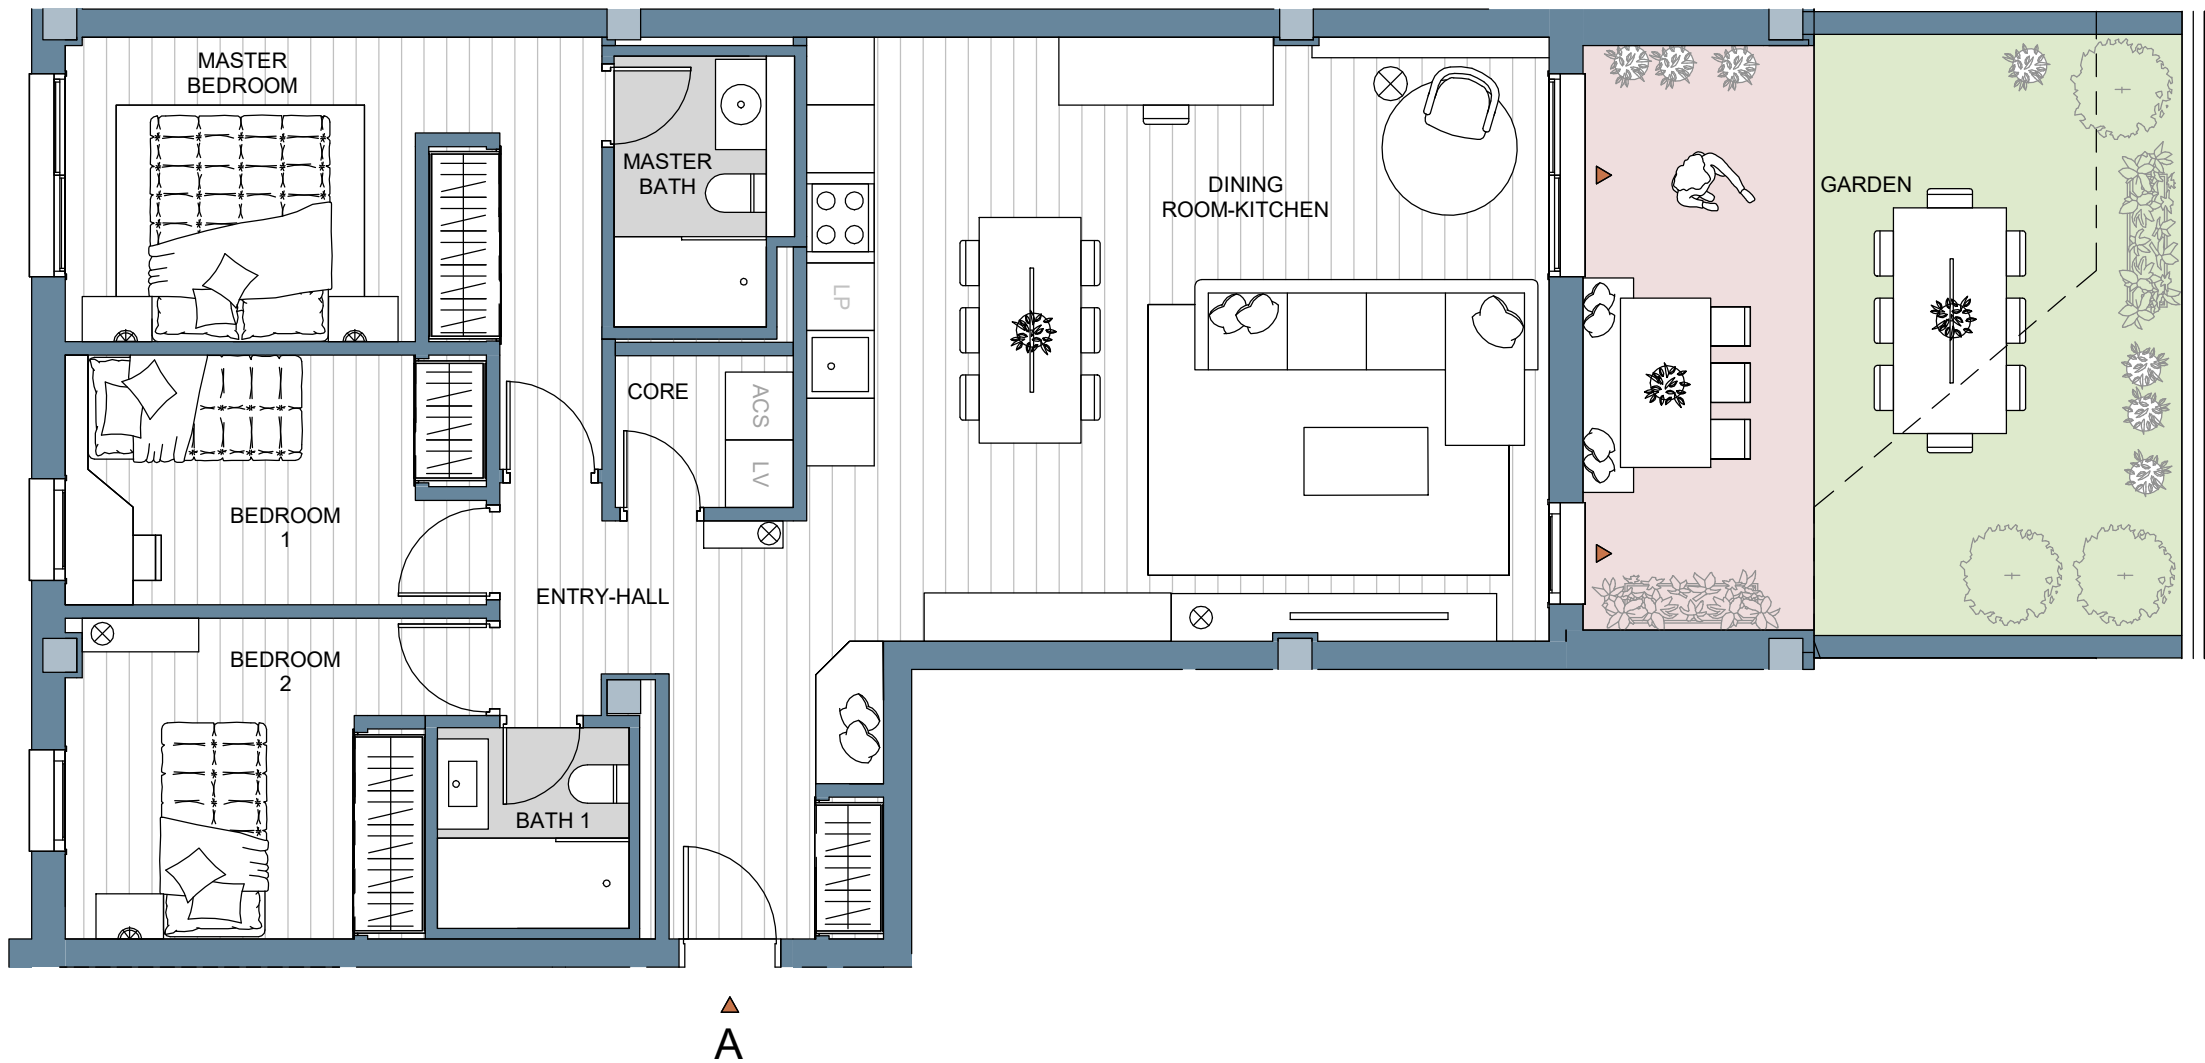 MASTER
BEDROOM
MASTER
BATH
DINING
ROOM-KITCHEN
GARDEN
LP
CORE
ACS
LV
BEDROOM
1
ENTRY-HALL
BEDROOM
2
BATH 1
A